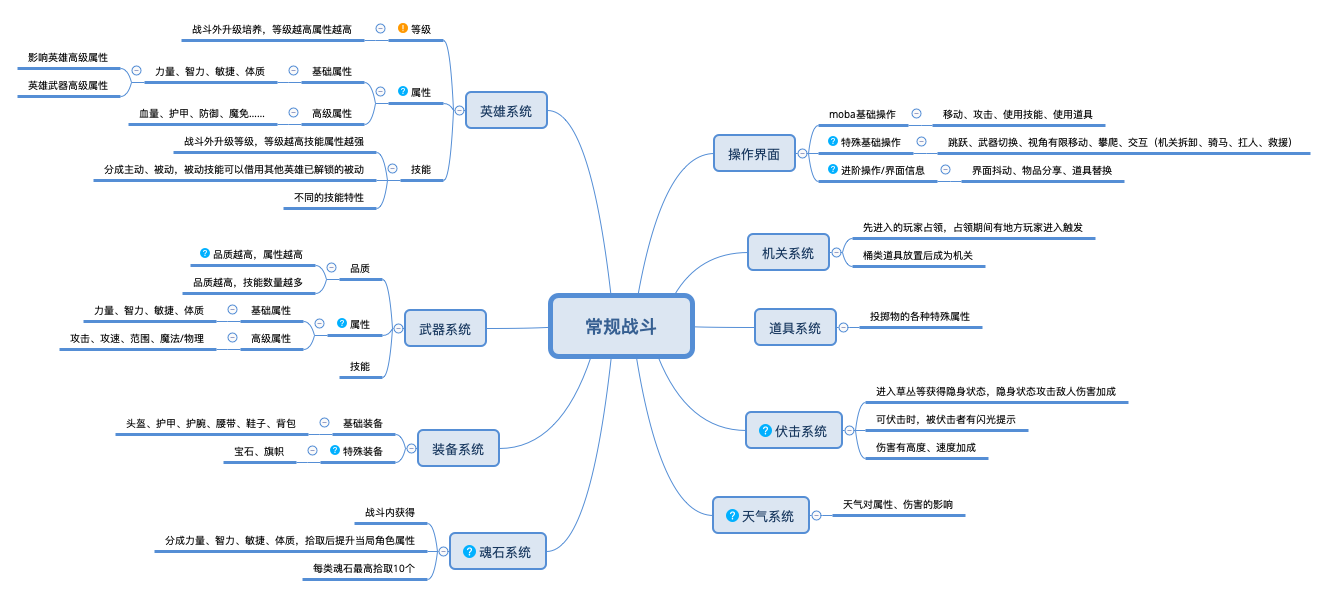 常规战斗
英雄系统
等级
战斗外升级培养，等级越高属性越高
属性
基础属性
力量、智力、敏捷、体质
影响英雄高级属性
英雄武器高级属性
高级属性
血量、护甲、防御、魔免......
技能
战斗外升级等级，等级越高技能属性越强
分成主动、被动，被动技能可以借用其他英雄已解锁的被动
不同的技能特性
武器系统
品质
品质越高，属性越高
品质越高，技能数量越多
属性
基础属性
力量、智力、敏捷、体质
高级属性
攻击、攻速、范围、魔法/物理
技能
装备系统
基础装备
头盔、护甲、护腕、腰带、鞋子、背包
特殊装备
宝石、旗帜
魂石系统
战斗内获得
分成力量、智力、敏捷、体质，拾取后提升当局角色属性
每类魂石最高拾取10个
操作界面
moba基础操作
移动、攻击、使用技能、使用道具
特殊基础操作
跳跃、武器切换、视角有限移动、攀爬、交互（机关拆卸、骑马、扛人、救援）
进阶操作/界面信息
界面抖动、物品分享、道具替换
机关系统
先进入的玩家占领，占领期间有地方玩家进入触发
桶类道具放置后成为机关
道具系统
投掷物的各种特殊属性
伏击系统
进入草丛等获得隐身状态，隐身状态攻击敌人伤害加成
可伏击时，被伏击者有闪光提示
伤害有高度、速度加成
天气系统
天气对属性、伤害的影响